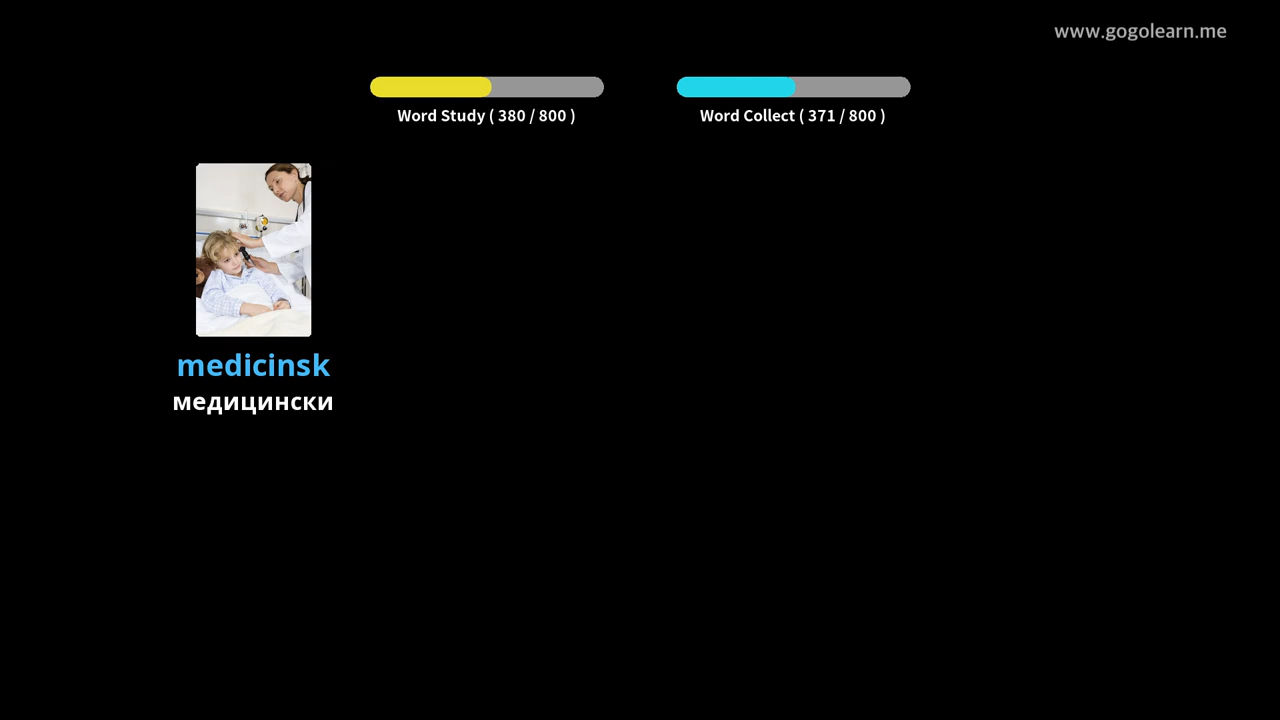 www.gogolearn.me
Word Study ( 380 / 800 )
Word Collect ( 371 / 800 )
medicinsk
медицински